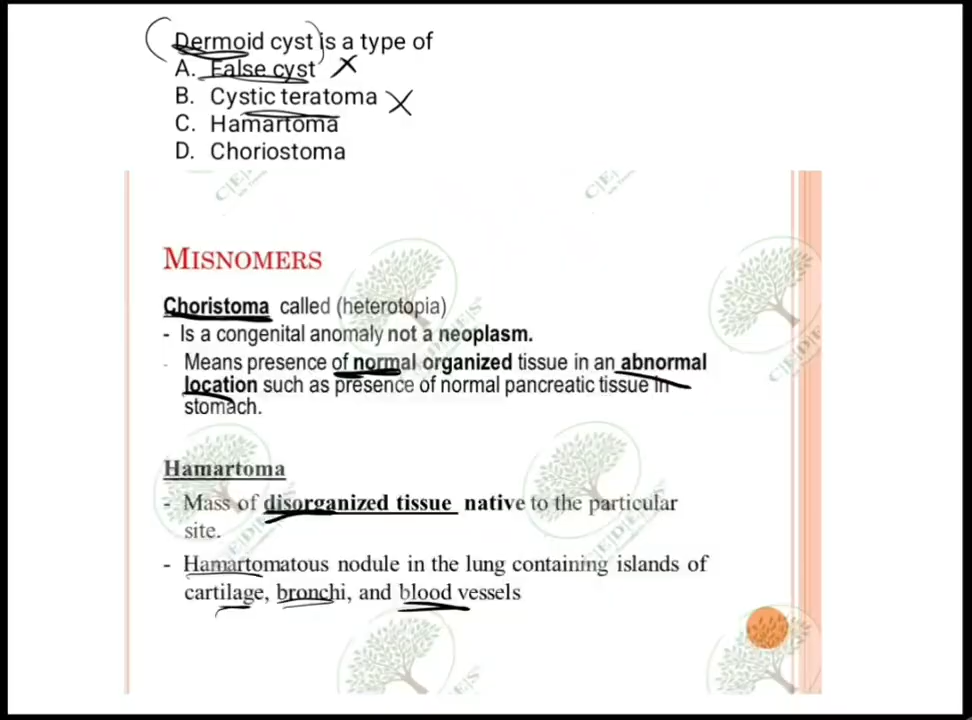 Dermoid cyst is a type of
A. False cyst
B. Cystic teratoma
C. Hamartoma
D. Choriostoma
MISNOMERS
Choristoma called (heterotopia)
- Is a congenital anomaly not a neoplasm.
- Means presence of normal organized tissue in an abnormal
location such as presence of normal pancreatic tissue in
stomach.
Hamartoma
- Mass of disorganized tissue native to the particular
site.
- Hamartomatous nodule in the lung containing islands of
cartilage, bronchi, and blood vessels